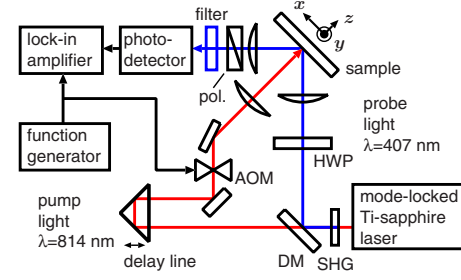 filter
x
z
y
lock-in
amplifier
photo-
detector
pol.
sample
function
generator
probe
light
λ=407 nm
HWP
AOM
pump
light
λ=814 nm
delay line
DM
SHG
mode-locked
Ti-sapphire
laser